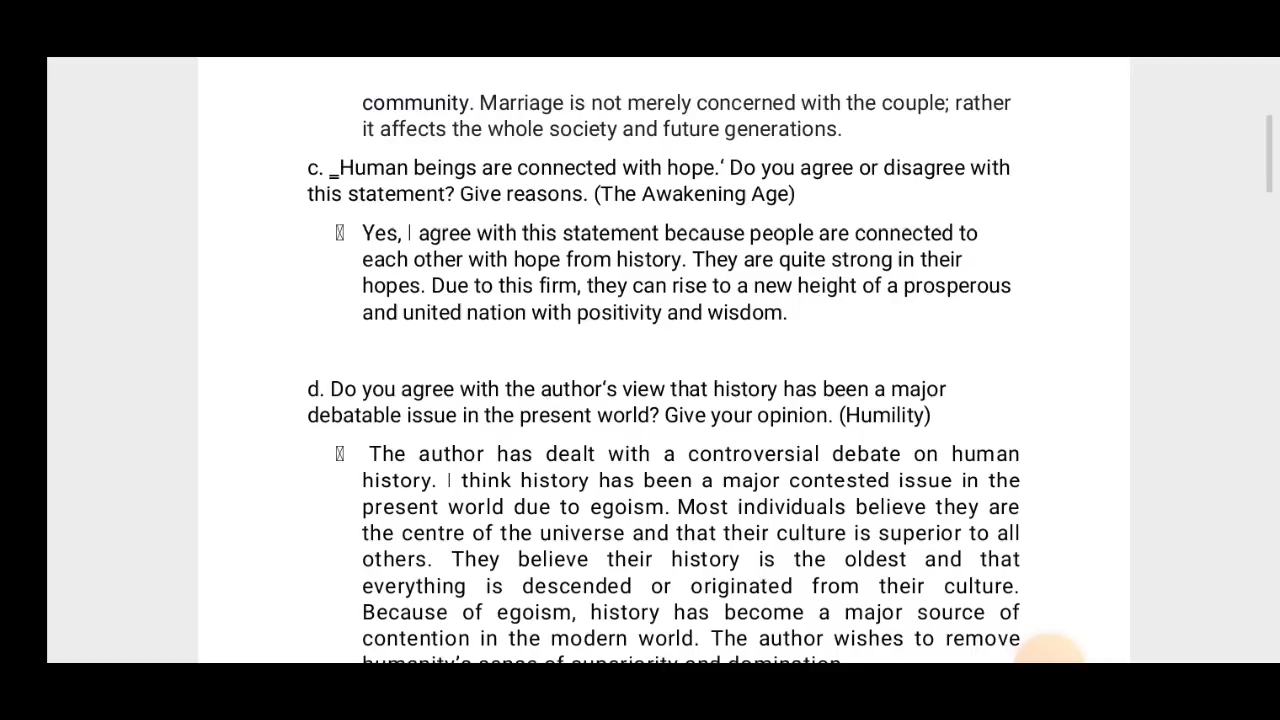 community. Marriage is not merely concerned with the couple; rather
it affects the whole society and future generations.
c. ‗Human beings are connected with hope.‘ Do you agree or disagree with
this statement? Give reasons. (The Awakening Age)
Yes, I agree with this statement because people are connected to
each other with hope from history. They are quite strong in their
hopes. Due to this firm, they can rise to a new height of a prosperous
and united nation with positivity and wisdom.
d. Do you agree with the author‘s view that history has been a major
debatable issue in the present world? Give your opinion. (Humility)
The author has dealt with a controversial debate on human
history. I think history has been a major contested issue in the
present world due to egoism. Most individuals believe they are
the centre of the universe and that their culture is superior to all
others. They believe their history is the oldest and that
everything is descended or originated from their culture.
Because of egoism, history has become a major source of
contention in the modern world. The author wishes to remove
humanity's sense of superiority and domination.